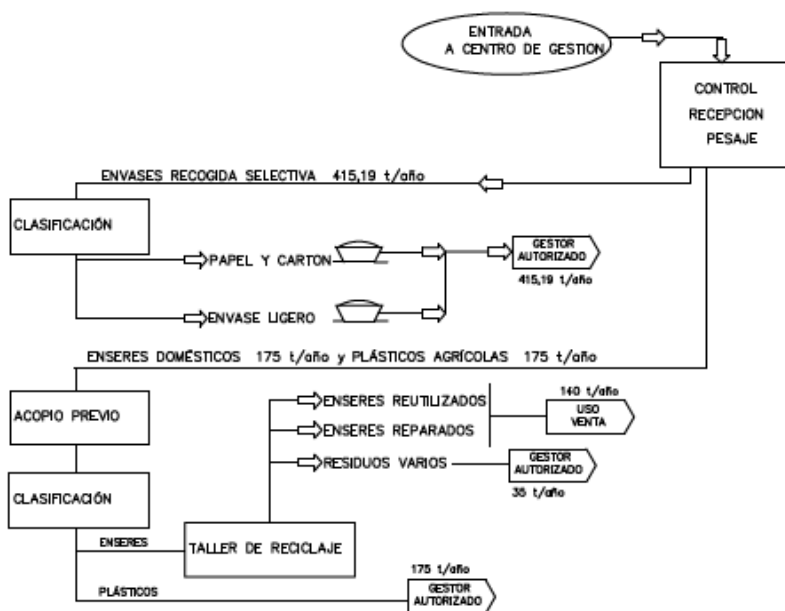 ENTRADA
A CENTRO DE GESTION
CONTROL
RECEPCION
PESAJE
ENVASES RECOGIDA SELECTIVA 415,19 t/año
CLASIFICACIÓN
PAPEL Y CARTON
GESTOR
AUTORIZADO
415,19 t/año
ENVASE LIGERO
ENSERES DOMÉSTICOS 175 t/año y PLÁSTICOS AGRÍCOLAS 175 t/año
ACOPIO PREVIO
ENSERES REUTILIZADOS
140 t/año
USO
VENTA
ENSERES REPARADOS
RESIDUOS VARIOS
GESTOR
AUTORIZADO
35 t/año
CLASIFICACIÓN
ENSERES
TALLER DE RECICLAJE
PLÁSTICOS
175 t/año
GESTOR
AUTORIZADO